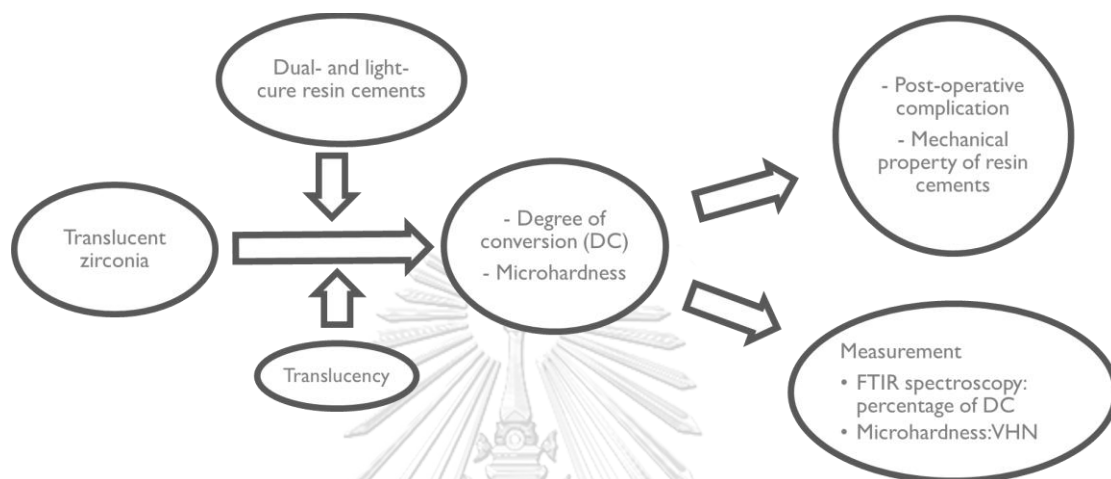 Dual- and light-
cure resin cements
Translucent
zirconia
Translucency
- Degree of
conversion (DC)
- Microhardness
- Post-operative
complication
- Mechanical
property of resin
cements
Measurement
• FTIR spectroscopy:
percentage of DC
• Microhardness:VHN